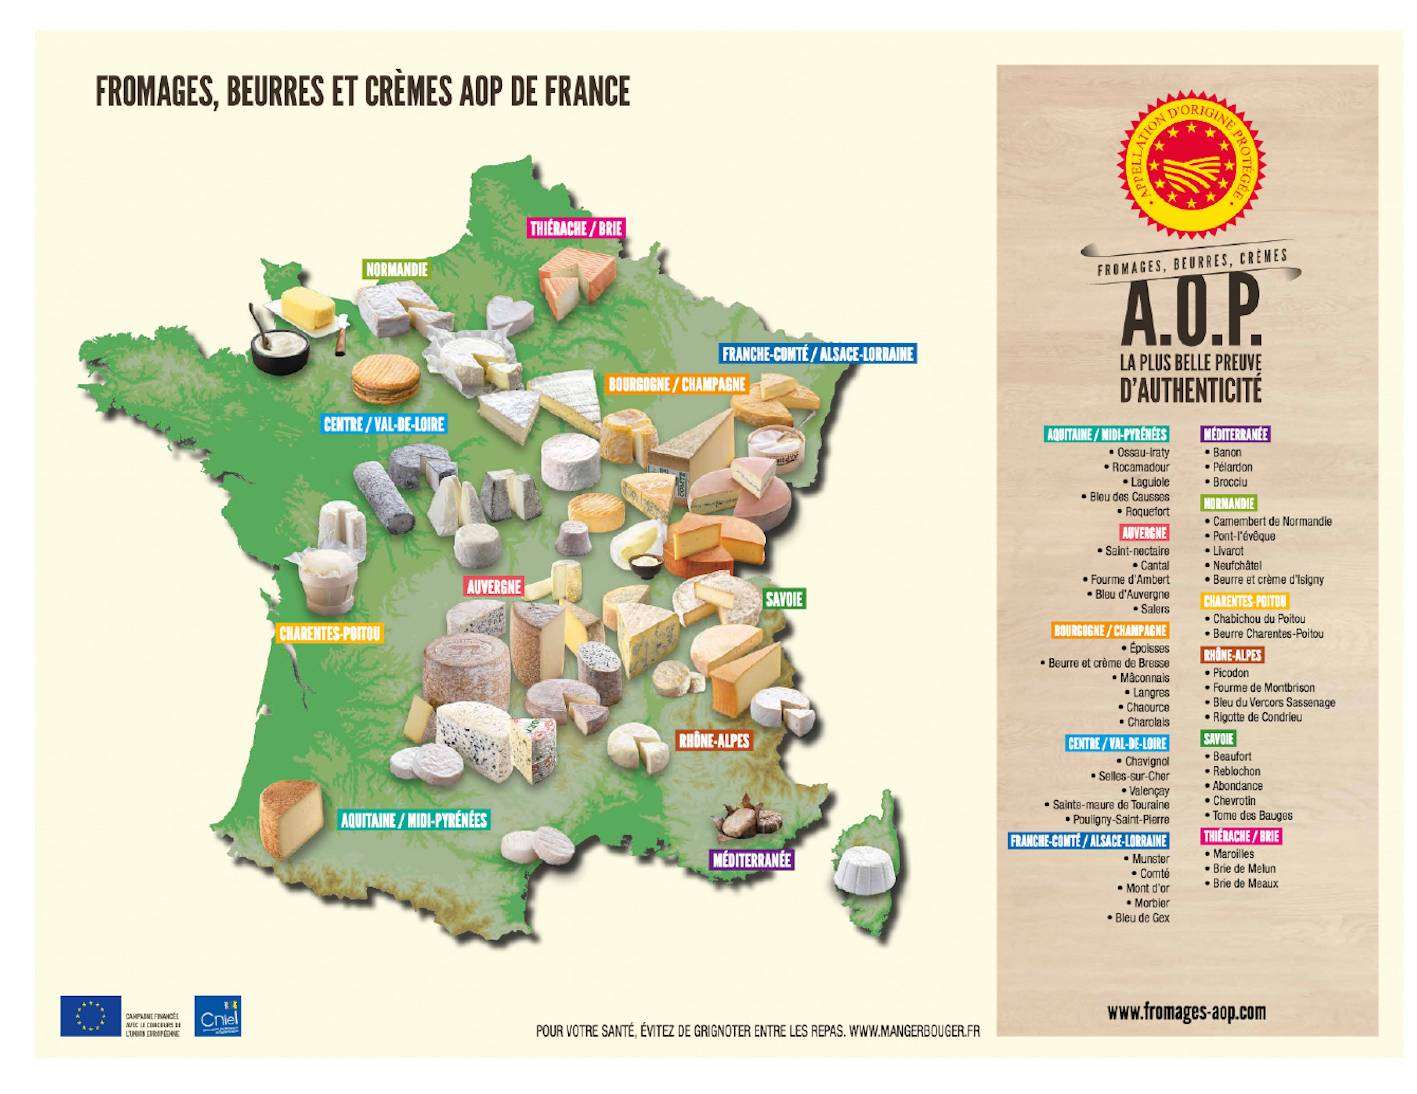 FROMAGES, BEURRES ET CRÈMES AOP DE FRANCE
THIÉRACHE / BRIE
NORMANDIE
FRANCHE-COMTÉ / ALSACE-LORRAINE
BOURGOGNE / CHAMPAGNE
CENTRE / VAL-DE-LOIRE
AUVERGNE
SAVOIE
CHARENTES-POITOU
RHÔNE-ALPES
AQUITAINE / MIDI-PYRÉNÉES
MÉDITERRANÉE
CAMPAGNE FINANCÉE
AVEC LE CONCOURS DE
L'UNION EUROPÉENNE
Cniel
POUR VOTRE SANTÉ, ÉVITEZ DE GRIGNOTER ENTRE LES REPAS. WWW.MANGERBOUGER.FR
• APPELLATION D'ORIGINE PROTÉGÉE •
FROMAGES, BEURRES, CRÈMES
A.O.P.
LA PLUS BELLE PREUVE
D'AUTHENTICITÉ
AQUITAINE / MIDI-PYRÉNÉES
• Ossau-Iraty
• Rocamadour
• Laguiole
• Bleu des Causses
• Roquefort
AUVERGNE
• Saint-nectaire
• Cantal
• Fourme d'Ambert
• Bleu d'Auvergne
• Salers
BOURGOGNE / CHAMPAGNE
• Époisses
• Beurre et crème de Bresse
• Mâconnais
• Langres
• Chaource
• Charolais
CENTRE / VAL-DE-LOIRE
• Chavignol
• Selles-sur-Cher
• Valençay
• Sainte-maure de Touraine
• Pouligny-Saint-Pierre
FRANCHE-COMTÉ / ALSACE-LORRAINE
• Munster
• Comté
• Mont d'or
• Morbier
• Bleu de Gex
MÉDITERRANÉE
• Banon
• Pélardon
• Brocciu
NORMANDIE
• Camembert de Normandie
• Pont-l'évêque
• Livarot
• Neufchâtel
• Beurre et crème d'Isigny
CHARENTES-POITOU
• Chabichou du Poitou
• Beurre Charentes-Poitou
RHÔNE-ALPES
• Picodon
• Fourme de Montbrison
• Bleu du Vercors Sassenage
• Rigotte de Condrieu
SAVOIE
• Beaufort
• Reblochon
• Abondance
• Chevrotin
• Tome des Bauges
THIÉRACHE / BRIE
• Maroilles
• Brie de Melun
• Brie de Meaux
www.fromages-aop.com